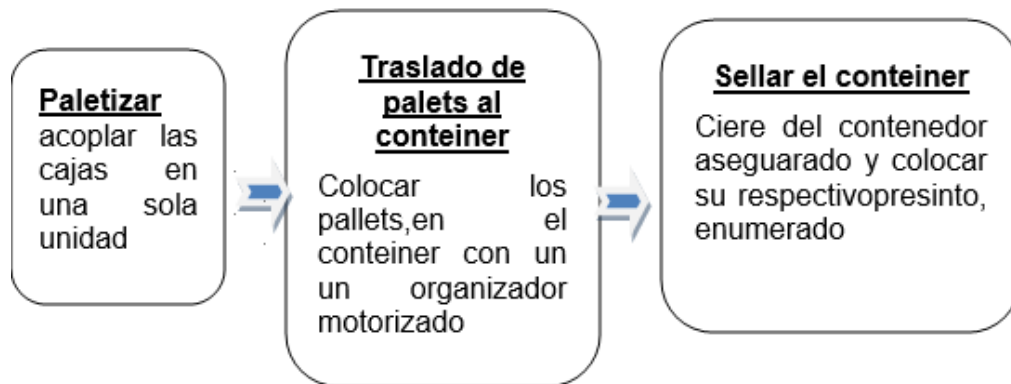 Paletizar
acoplar las
cajas en
una sola
unidad
Traslado de
palets al
conteiner
Colocar los
pallets,en el
conteiner con un
un organizador
motorizado
Sellar el conteiner
Ciere del contenedor
aseguarado y colocar
su respectivopresinto,
enumerado